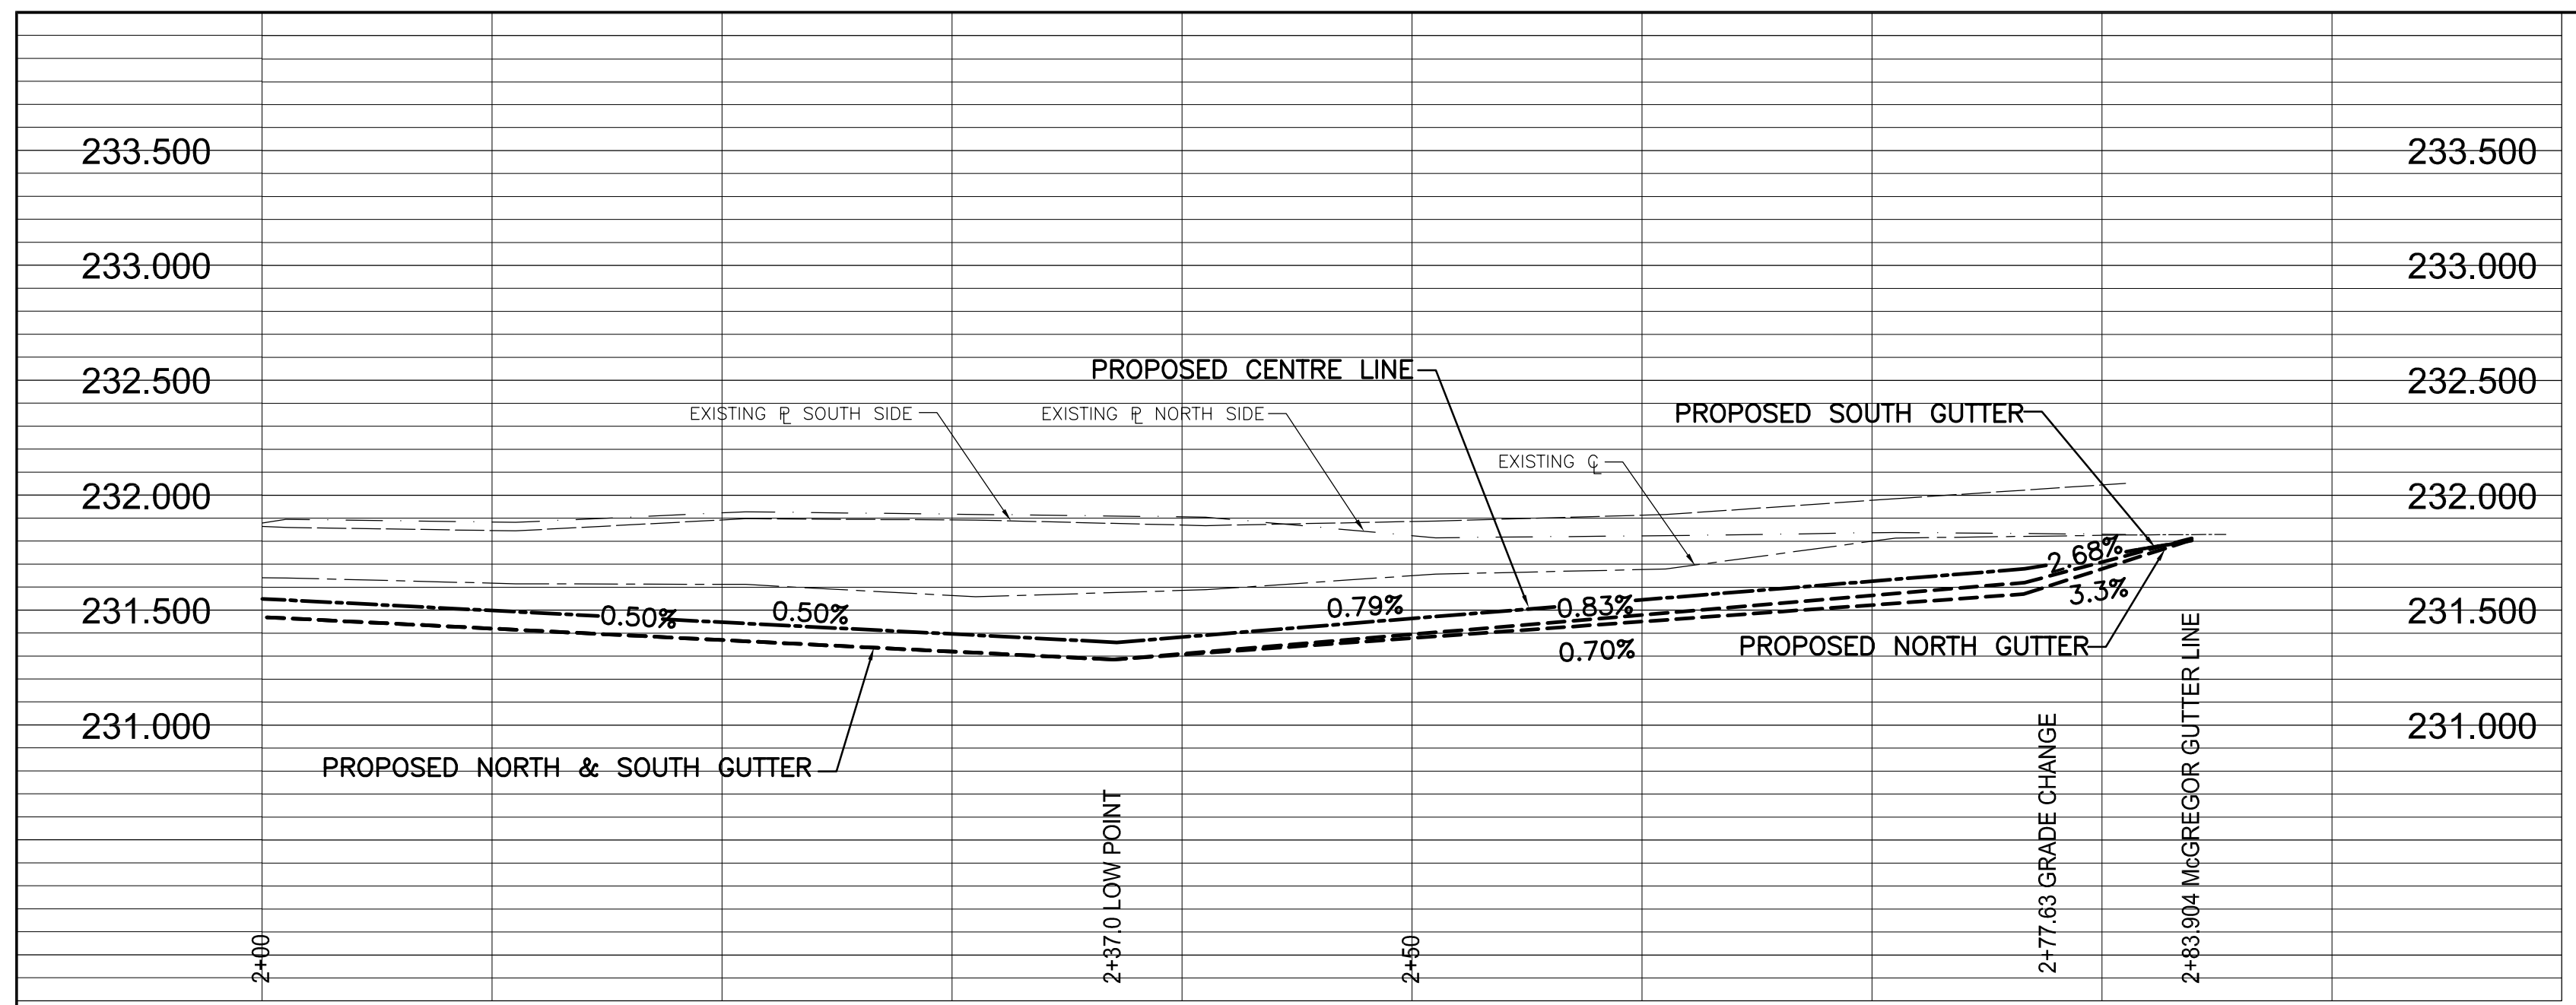 233.500 233.500
233.000 233.000
PROPOSED CENTRE LINE
232.500 232.500
EXISTING ⅊ SOUTH SIDE
EXISTING ⅊ NORTH SIDE
PROPOSED SOUTH GUTTER
EXISTING ℄
232.000 232.000
2.68%
3.3%
0.50%
0.50%
0.79%
0.83%
231.500 231.500
0.70%
PROPOSED NORTH GUTTER
231.000 231.000
PROPOSED NORTH & SOUTH GUTTER
2+00
2+37.0 LOW POINT
2+50
2+77.63 GRADE CHANGE
2+83.904 McGREGOR GUTTER LINE